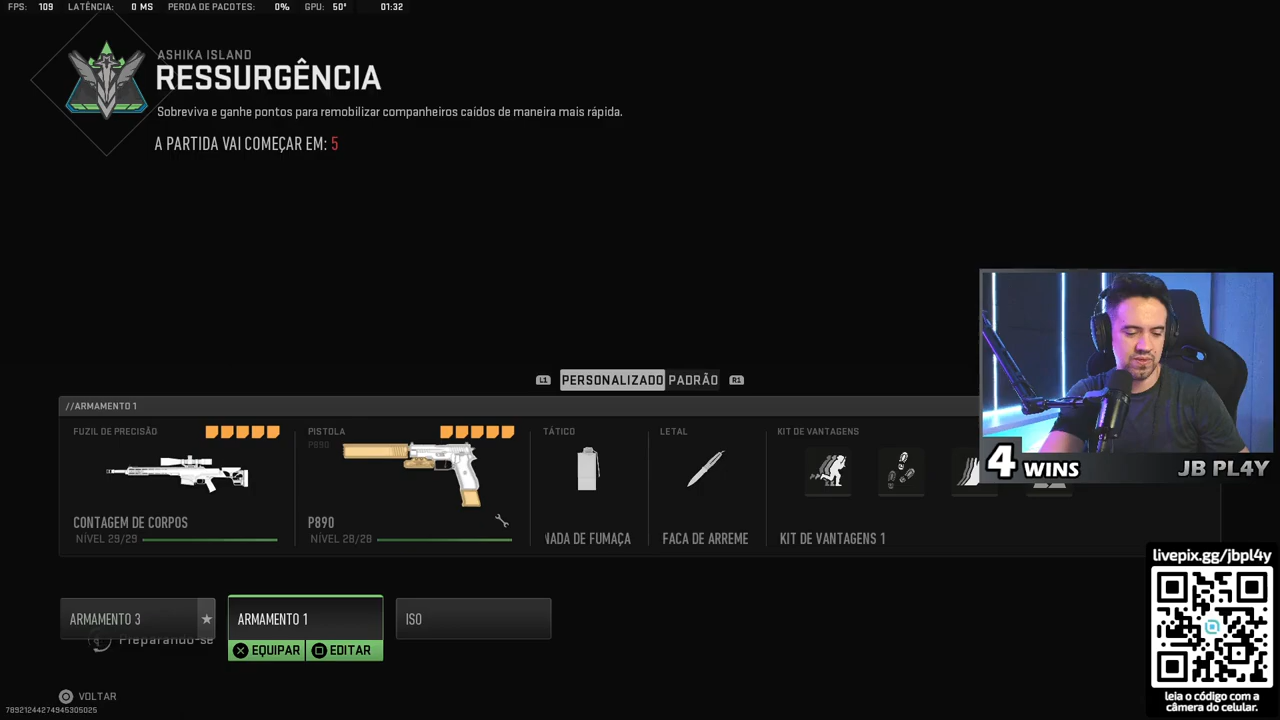 FPS: 109 LATÊNCIA: 0 MS PERDA DE PACOTES: 0% GPU: 50° 01:32
ASHIKA ISLAND
RESSURGÊNCIA
Sobreviva e ganhe pontos para remobilizar companheiros caídos de maneira mais rápida.
A PARTIDA VAI COMEÇAR EM: 5
L1 PERSONALIZADO PADRÃO R1
//ARMAMENTO 1
FUZIL DE PRECISÃO PISTOLA TÁTICO LETAL KIT DE VANTAGENS
P890
4 WINS JB PL4Y
CONTAGEM DE CORPOS P890
NÍVEL 29/29 NÍVEL 28/28 NADA DE FUMAÇA FACA DE ARREME KIT DE VANTAGENS 1
livepix.gg/jbpl4y
ARMAMENTO 3 ARMAMENTO 1 ISO
Preparando-se
EQUIPAR EDITAR
VOLTAR
leia o código com a
câmera do celular.
78921244274945305025